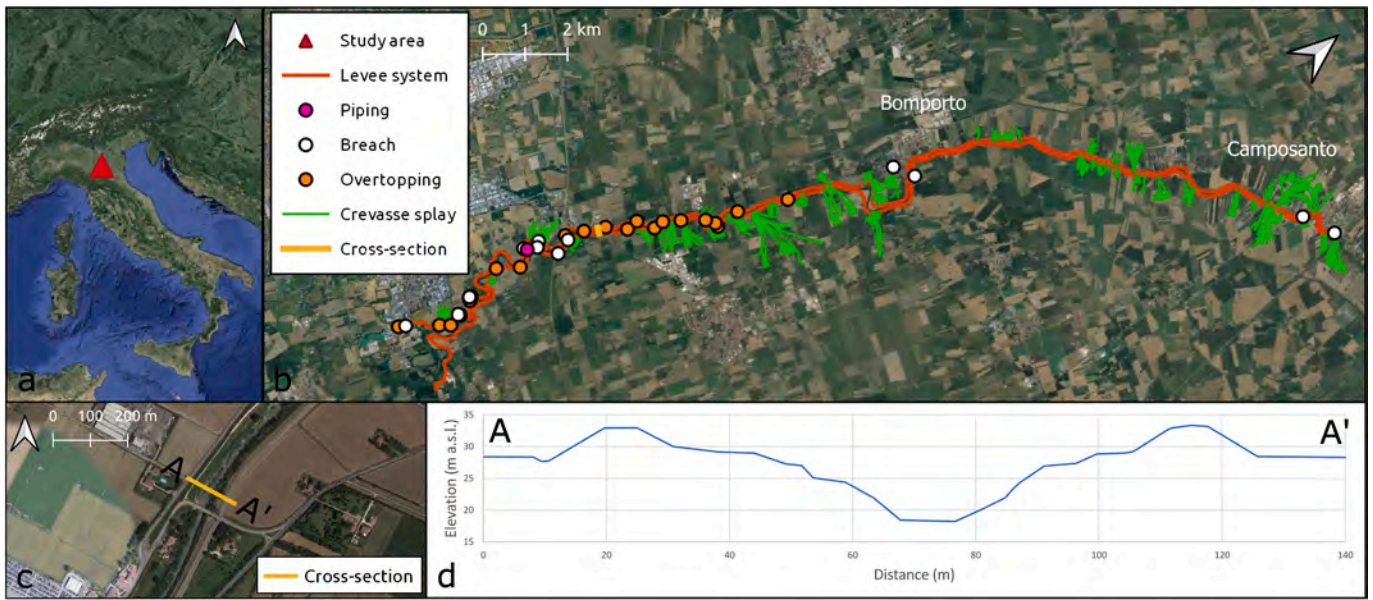 Study area
Levee system
Piping
Breach
Overtopping
Crevasse splay
Cross-section
a
0 1 2 km
Bomporto
Camposanto
b
0 100 200 m
A
A'
Cross-section
c
A
A'
Elevation (m a.s.l.)
35
30
25
20
15
0 20 40 60 80 100 120 140
Distance (m)
d